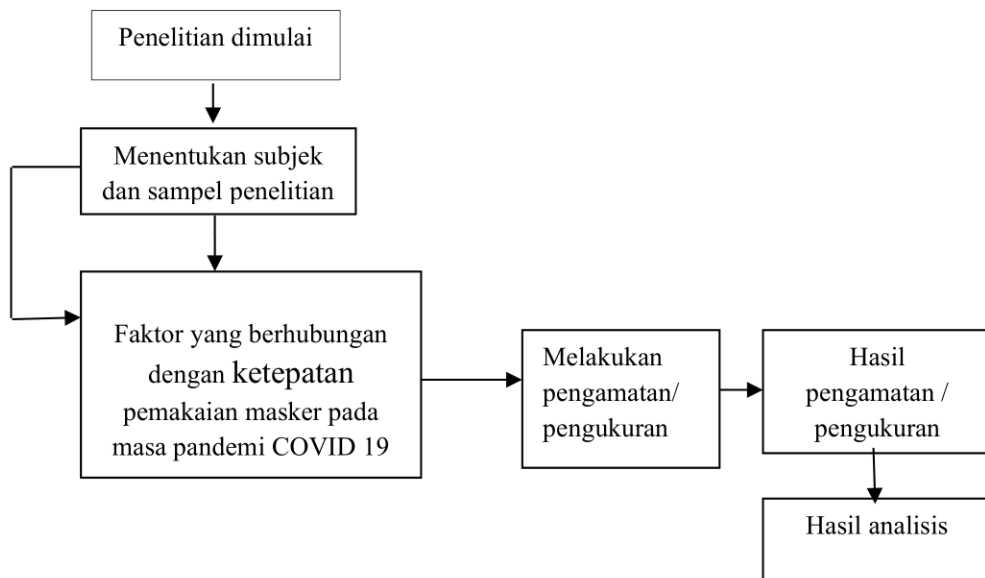 Penelitian dimulai
Menentukan subjek
dan sampel penelitian
Faktor yang berhubungan
dengan ketepatan
pemakaian masker pada
masa pandemi COVID 19
Melakukan
pengamatan/
pengukuran
Hasil
pengamatan /
pengukuran
Hasil analisis